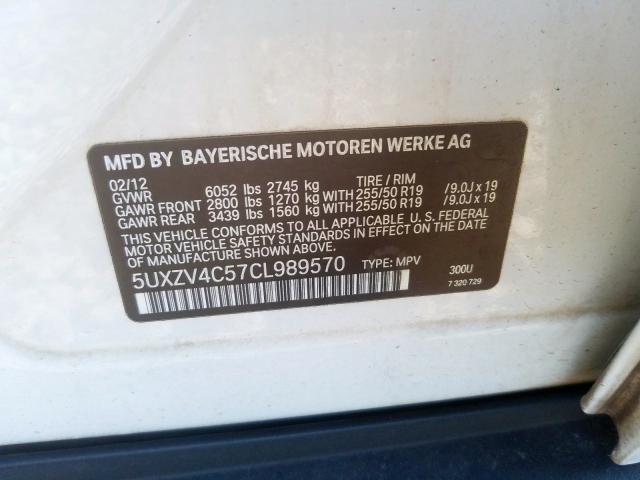 MFD BY BAYERISCHE MOTOREN WERKE AG
02/12 TIRE / RIM
GVWR 6052 lbs 2745 kg
GAWR FRONT 2800 lbs 1270 kg WITH 255/50 R19 /9.0J x 19
GAWR REAR 3439 lbs 1560 kg WITH 255/50 R19 /9.0J x 19
THIS VEHICLE CONFORMS TO ALL APPLICABLE U. S. FEDERAL
MOTOR VEHICLE SAFETY STANDARDS IN EFFECT ON THE DATE OF
MANUFACTURE SHOWN ABOVE.
5UXZV4C57CL989570 TYPE: MPV 300U
7 320 729